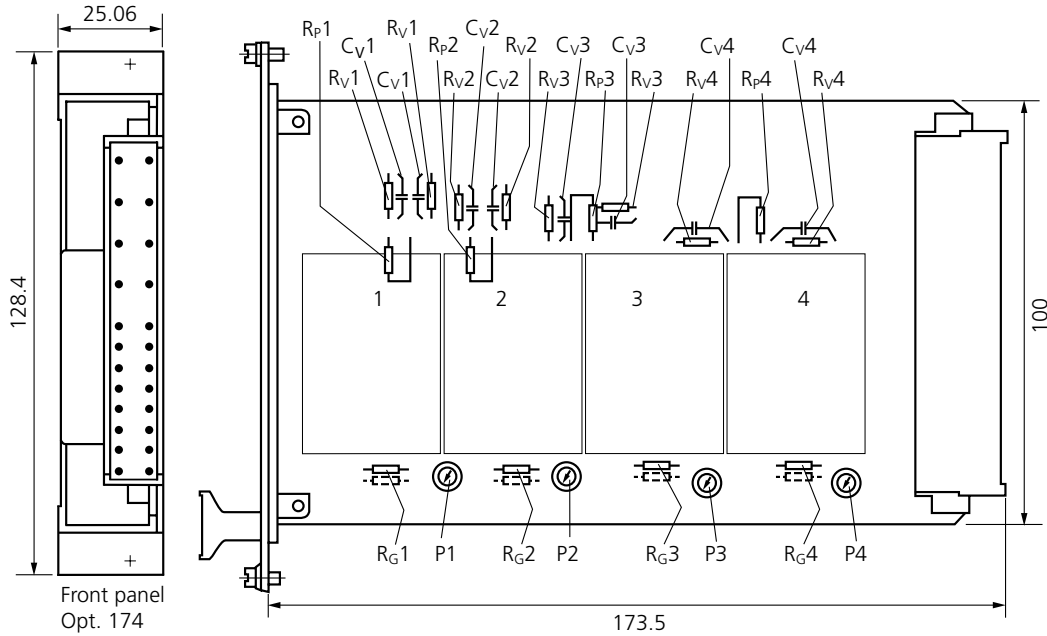 25.06
RP1
CV1
RV1
RV1
CV1
RP2
CV2
RV2
RV2
CV2
CV3
RV3
CV3
RP3
RV3
CV4
RV4
CV4
RP4
RV4
128.4
100
1
2
3
4
RG1
P1
RG2
P2
RG3
P3
RG4
P4
Front panel
Opt. 174
173.5